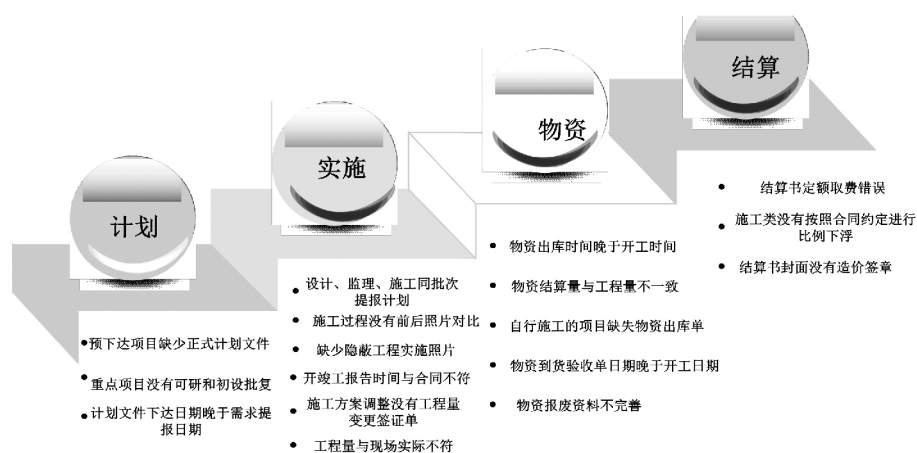 计划
预下达项目缺少正式计划文件
重点项目没有可研和初设批复
计划文件下达日期晚于需求提
报日期
实施
设计、监理、施工同批次
提报计划
施工过程没有前后照片对比
缺少隐蔽工程实施照片
开竣工报告时间与合同不符
施工方案调整没有工程量
变更签证单
工程量与现场实际不符
物资
物资出库时间晚于开工时间
物资结算量与工程量不一致
自行施工的项目缺失物资出库单
物资到货验收单日期晚于开工日期
物资报废资料不完善
结算
结算书定额取费错误
施工类没有按照合同约定进行
比例下浮
结算书封面没有造价签章